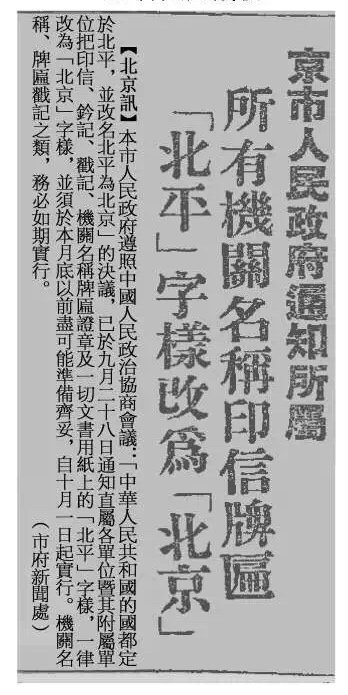 京市人民政府通知所屬
所有機關名稱印信牌匾
「北平」字樣改爲「北京」
【北京訊】本市人民政府遵照中國人民政治協商會議：「中華人民共和國的國都定
於北平，並改名北平為北京」的決議，已於九月二十八日通知直屬各單位暨其附屬單
位把印信、鈐記、戳記、機關名稱牌匾證章及一切文書用紙上的「北平」字樣，一律
改為「北京」字樣，並須於本月底以前盡可能準備齊妥，自十月一日起實行。機關名
稱、牌匾戳記之類，務必如期實行。
（市府新聞處）